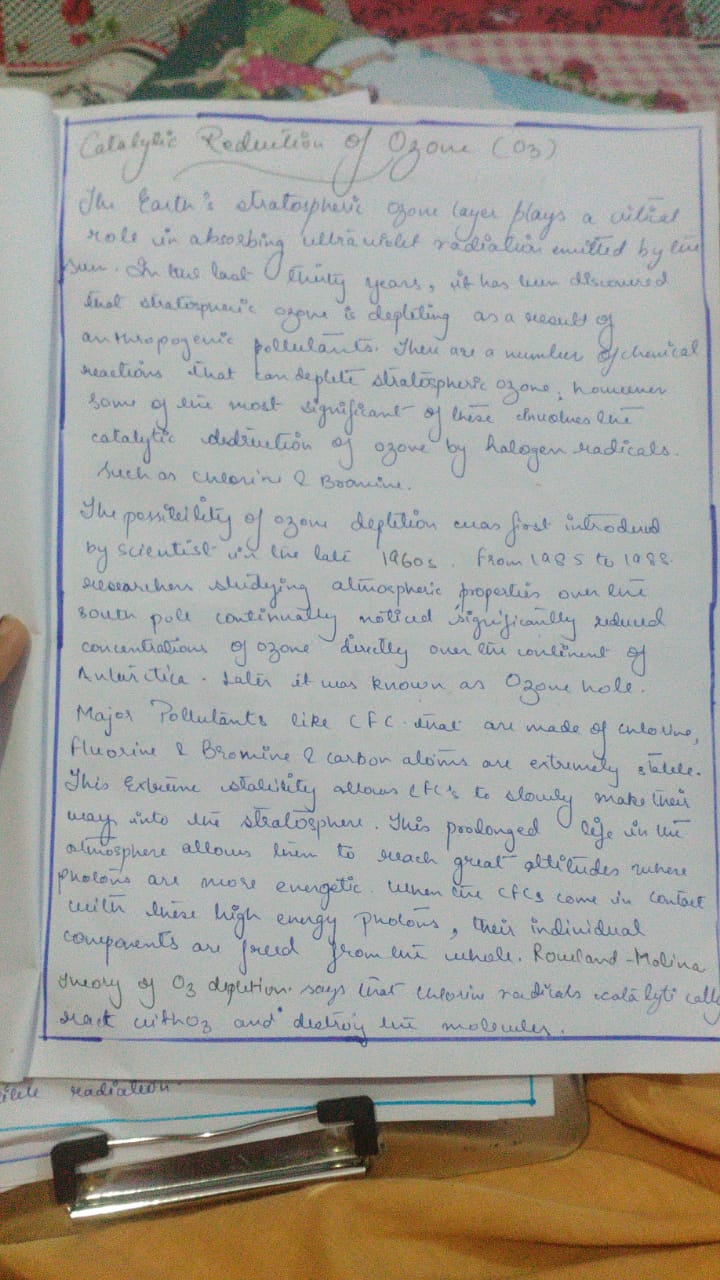 Catalytic Reduction of Ozone (O3)
The Earth's stratospheric ozone layer plays a critical
role in absorbing ultraviolet radiation emitted by the
sun. In the last thirty years, it has been discovered
that stratospheric ozone is depleting as a result of
anthropogenic pollutants. There are a number of chemical
reactions that can deplete stratospheric ozone; however
some of the most significant of these involves the
catalytic destruction of ozone by halogen radicals.
such as chlorine & Bromine.
The possibility of ozone depletion was first introduced
by scientist in the late 1960s. From 1985 to 1988.
researchers studying atmospheric properties over the
south pole continually noticed significantly reduced
concentrations of ozone directly over the continent of
Antarctica. Later it was known as Ozone hole.
Major Pollutants like CFC that are made of chlorine,
fluorine & Bromine & carbon atoms are extremely stable.
This Extreme stability allows CFC's to slowly make their
way into the stratosphere. This prolonged life in the
atmosphere allows them to reach great altitudes where
photons are more energetic. When the CFCs come in contact
with these high energy photons, their individual
components are freed from the whole. Rowland-Molina
theory of O3 depletion. says that chlorine radicals catalytically
react with O3 and destroy the molecules.
radiation